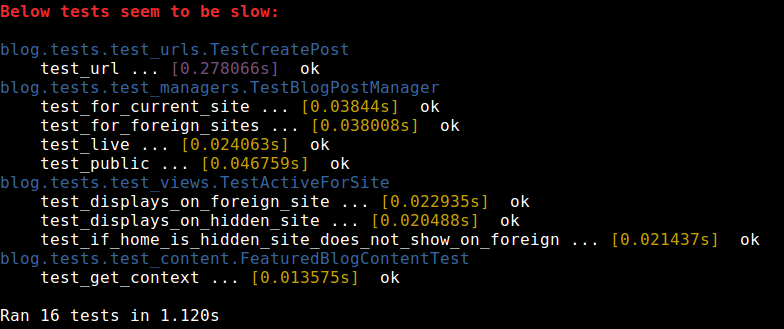 Below tests seem to be slow:
blog.tests.test_urls.TestCreatePost
test_url ... [0.278066s] ok
blog.tests.test_managers.TestBlogPostManager
test_for_current_site ... [0.03844s] ok
test_for_foreign_sites ... [0.038008s] ok
test_live ... [0.024063s] ok
test_public ... [0.046759s] ok
blog.tests.test_views.TestActiveForSite
test_displays_on_foreign_site ... [0.022935s] ok
test_displays_on_hidden_site ... [0.020488s] ok
test_if_home_is_hidden_site_does_not_show_on_foreign ... [0.021437s] ok
blog.tests.test_content.FeaturedBlogContentTest
test_get_context ... [0.013575s] ok
Ran 16 tests in 1.120s